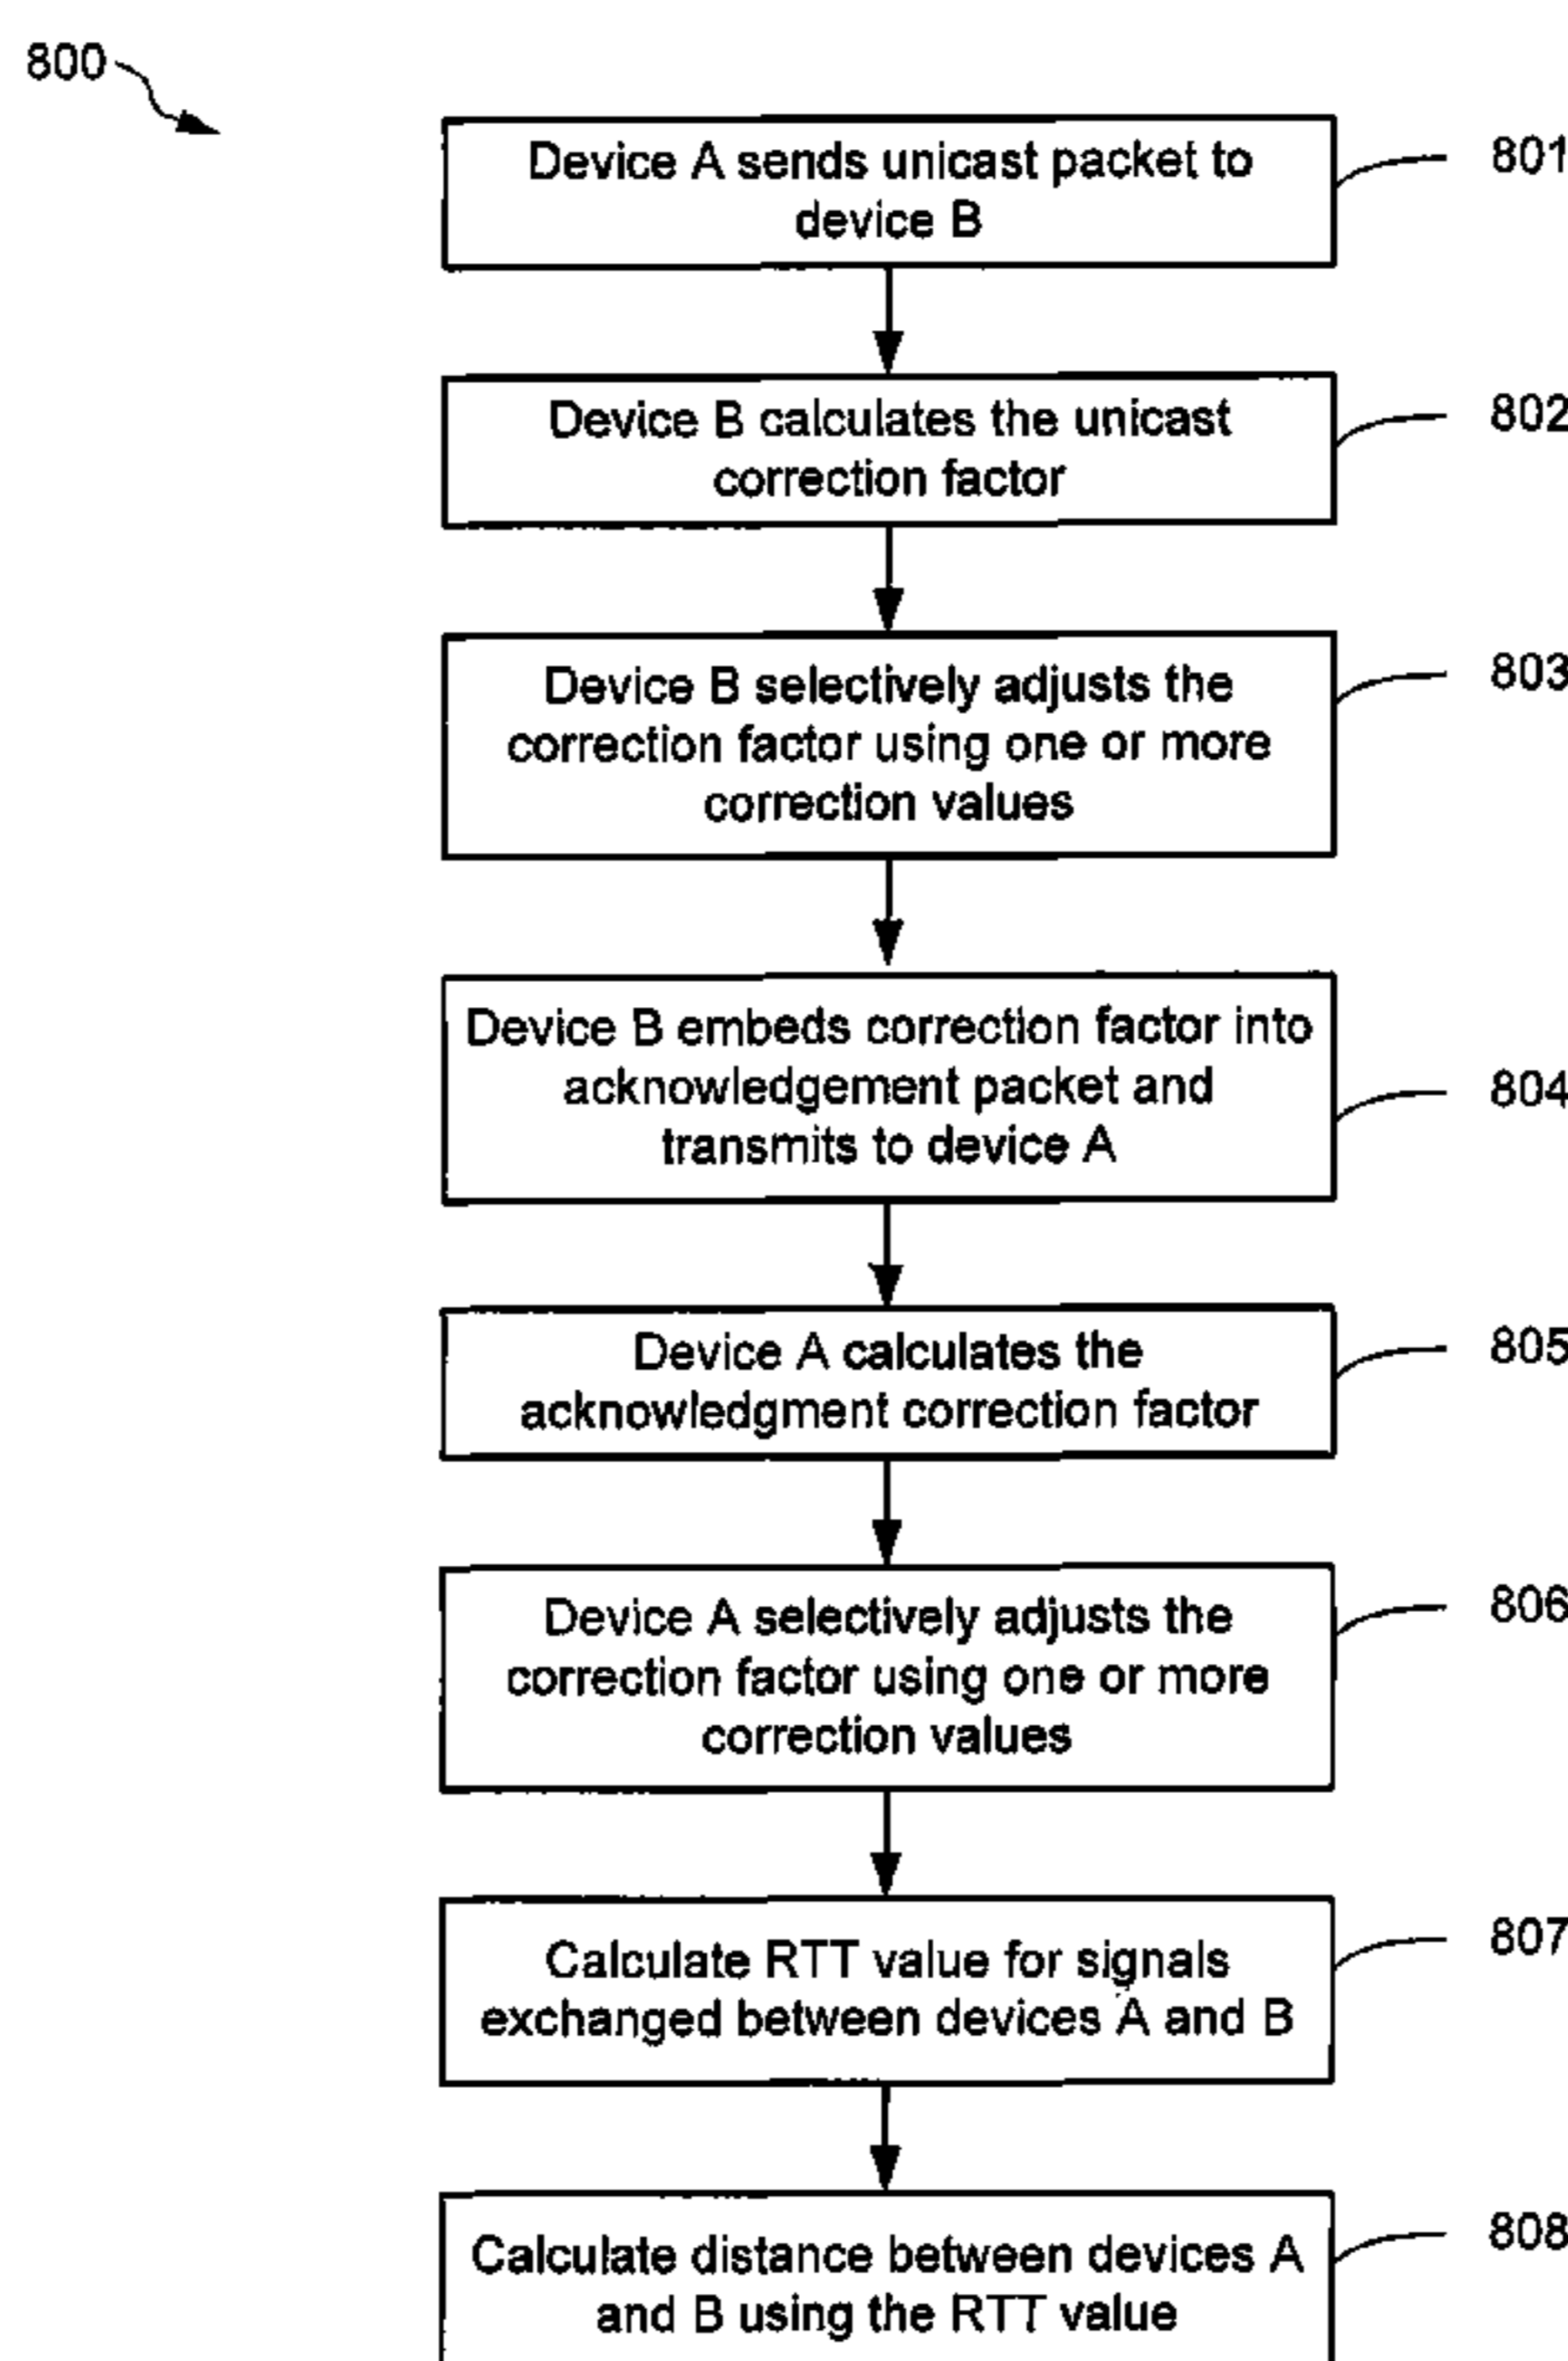 800
Device A sends unicast packet to
device B
801
Device B calculates the unicast
correction factor
802
Device B selectively adjusts the
correction factor using one or more
correction values
803
Device B embeds correction factor into
acknowledgement packet and
transmits to device A
804
Device A calculates the
acknowledgment correction factor
805
Device A selectively adjusts the
correction factor using one or more
correction values
806
Calculate RTT value for signals
exchanged between devices A and B
807
Calculate distance between devices A
and B using the RTT value
808